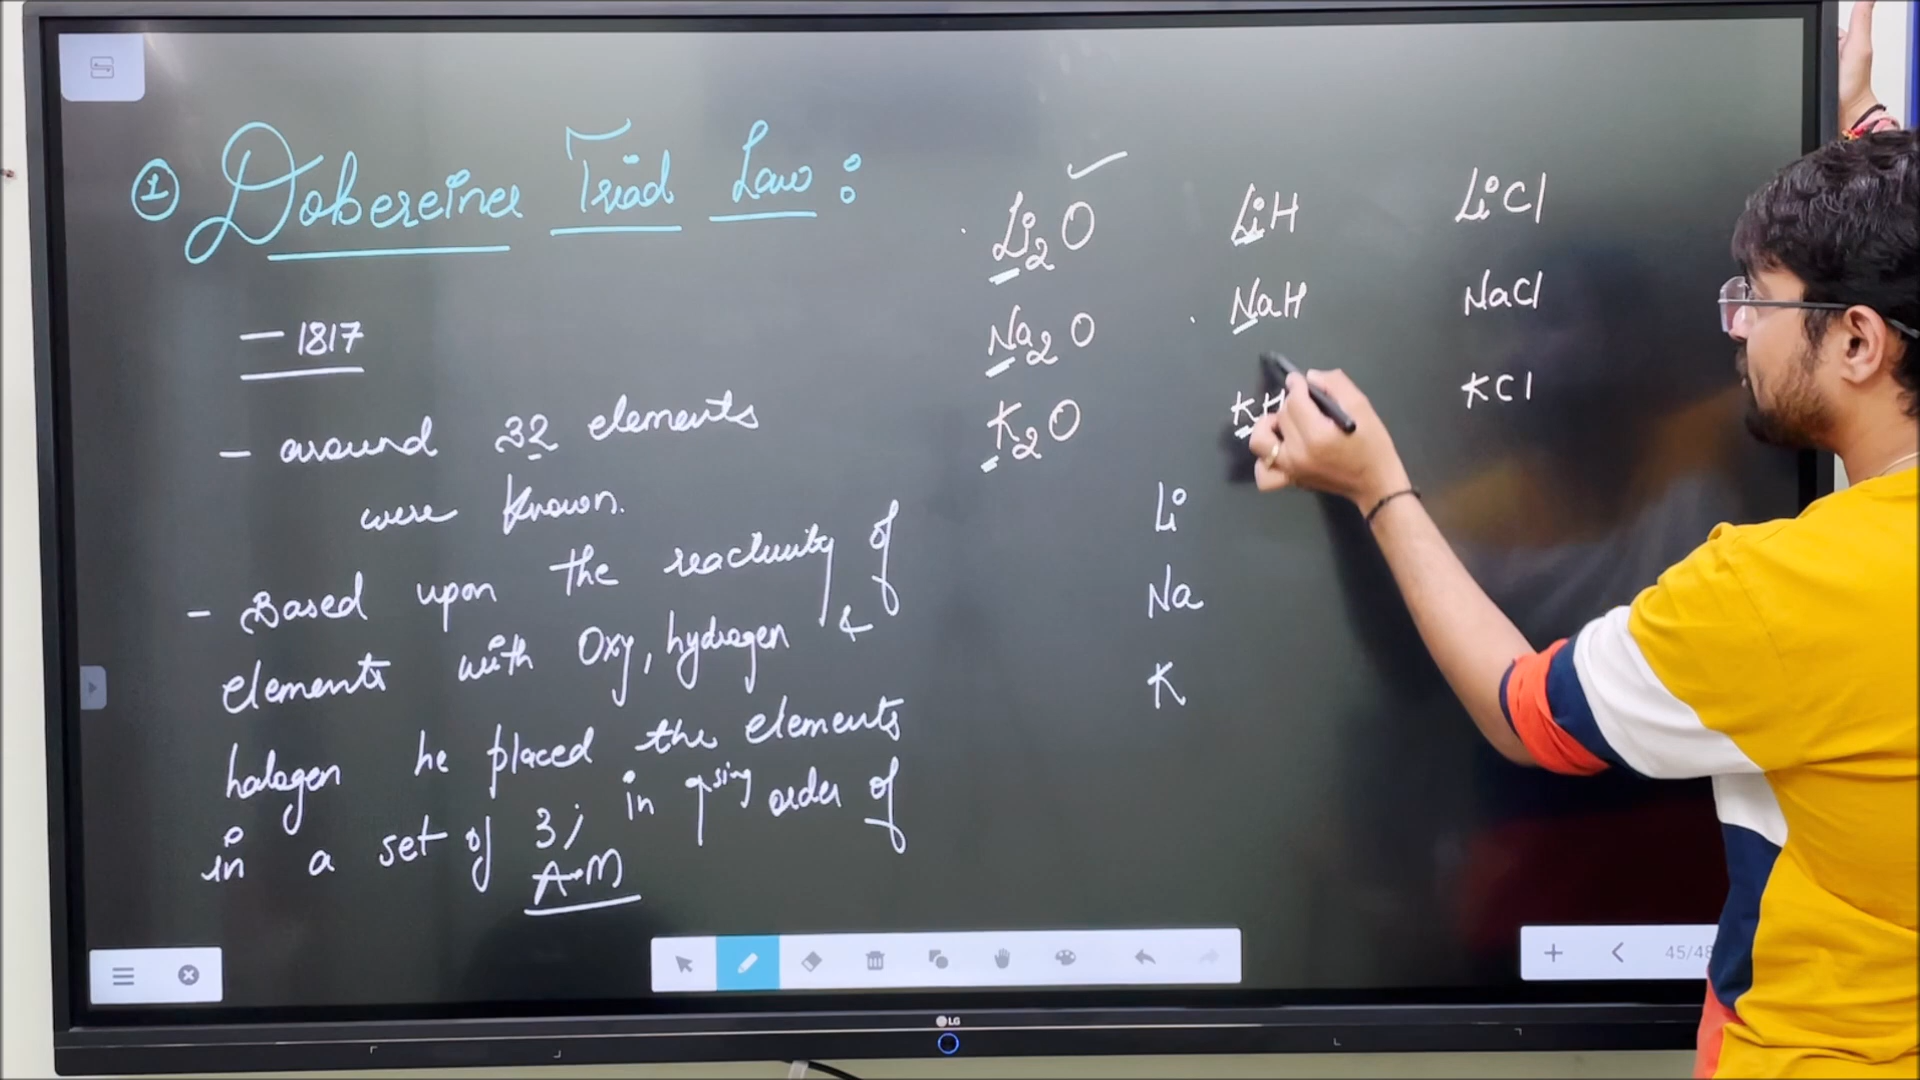 ① Dobereiner Triad Law :
— 1817
- around 32 elements
were known.
- Based upon the reactivity of
elements with Oxy, hydrogen &
halogen he placed the elements
in a set of 3; in ↑sing order of
A.M
Li₂O LiH LiCl
Na₂O NaH NaCl
K₂O KH KCl
Li
Na
K
45/48
LG